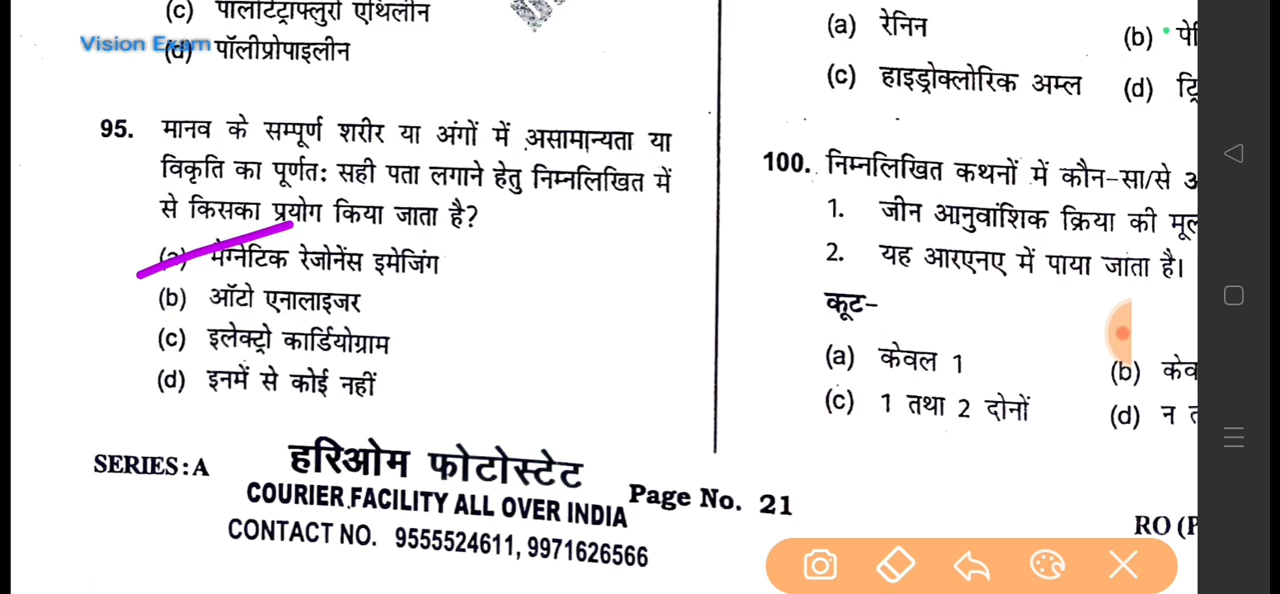 (c) पॉलिटेट्राफ्लुरो एथिलीन
Vision Exam
(d) पॉलीप्रोपाइलीन
95. मानव के सम्पूर्ण शरीर या अंगों में असामान्यता या
विकृति का पूर्णत: सही पता लगाने हेतु निम्नलिखित में
से किसका प्रयोग किया जाता है?
(a) मैग्नेटिक रेजोनेंस इमेजिंग
(b) ऑटो एनालाइजर
(c) इलेक्ट्रो कार्डियोग्राम
(d) इनमें से कोई नहीं
SERIES : A
हरिओम फोटोस्टेट
COURIER FACILITY ALL OVER INDIA
CONTACT NO. 9555524611, 9971626566
Page No. 21
(a) रेनिन
(b)
(c) हाइड्रोक्लोरिक अम्ल
(d)
100. निम्नलिखित कथनों में कौन-सा/से
1. जीन आनुवांशिक क्रिया की मूल
2. यह आरएनए में पाया जाता है।
कूट-
(a) केवल 1
(b)
(c) 1 तथा 2 दोनों
(d) न
RO (P